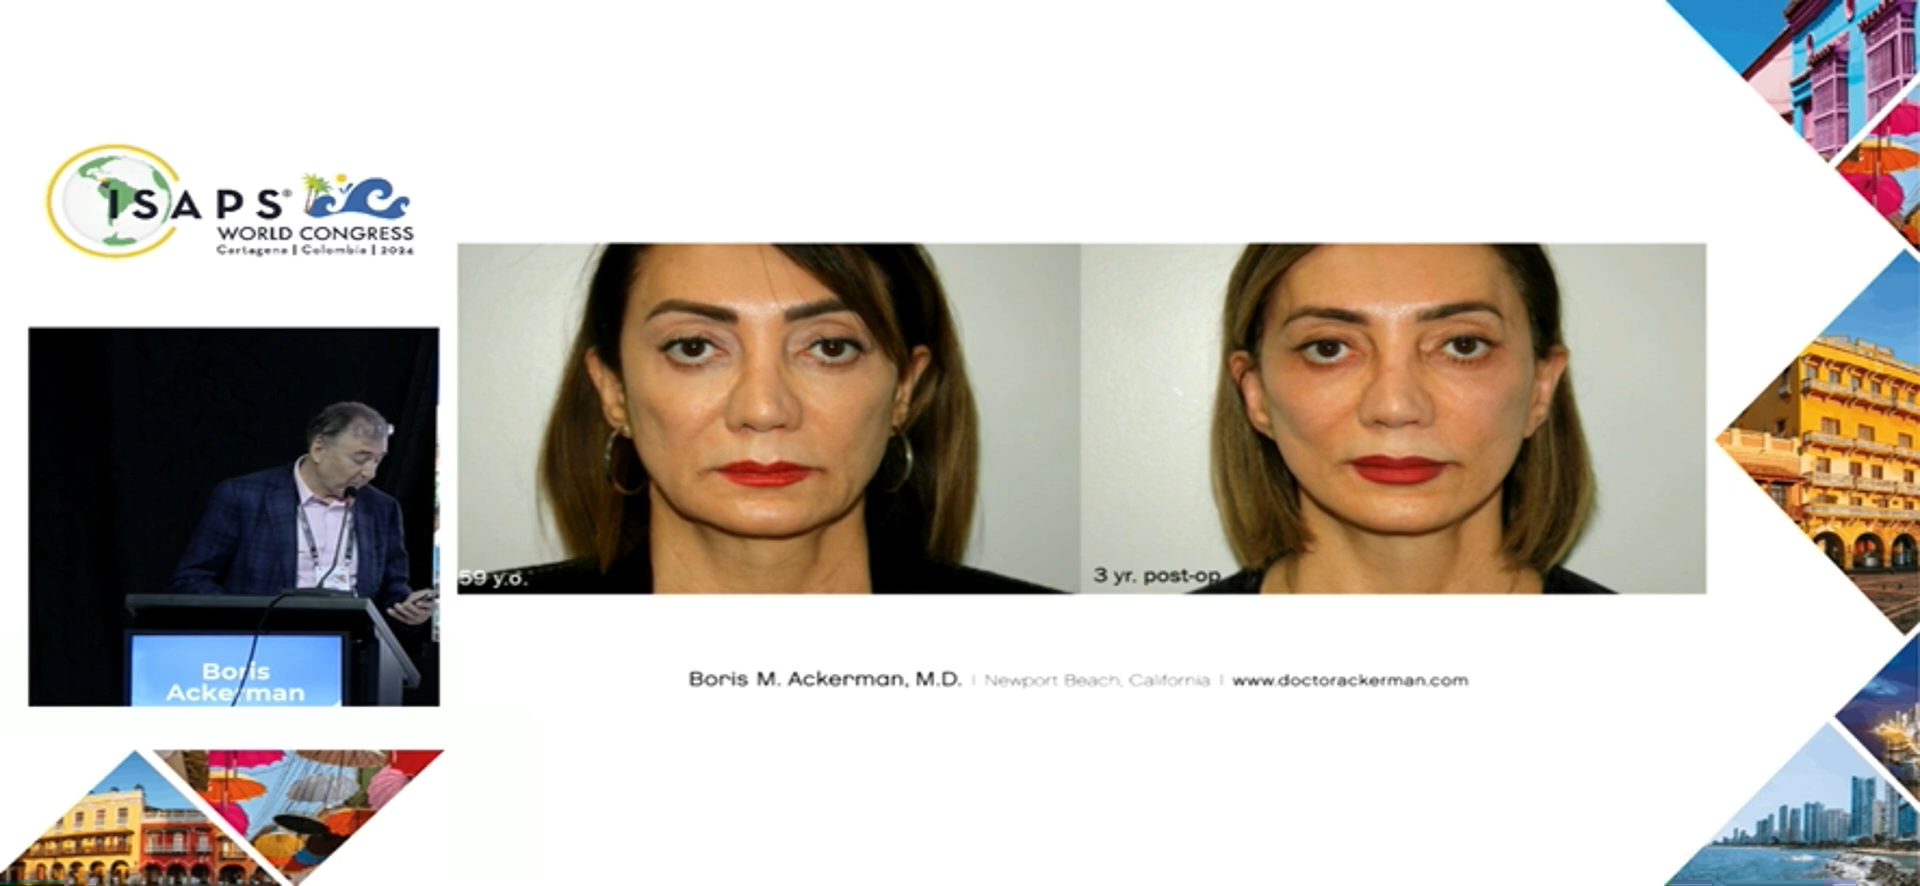 ISAPS®
WORLD CONGRESS
Cartagena | Colombia | 2024
59 y.o.
3 yr. post-op
Boris
Ackerman
Boris M. Ackerman, M.D. | Newport Beach, California | www.doctorackerman.com